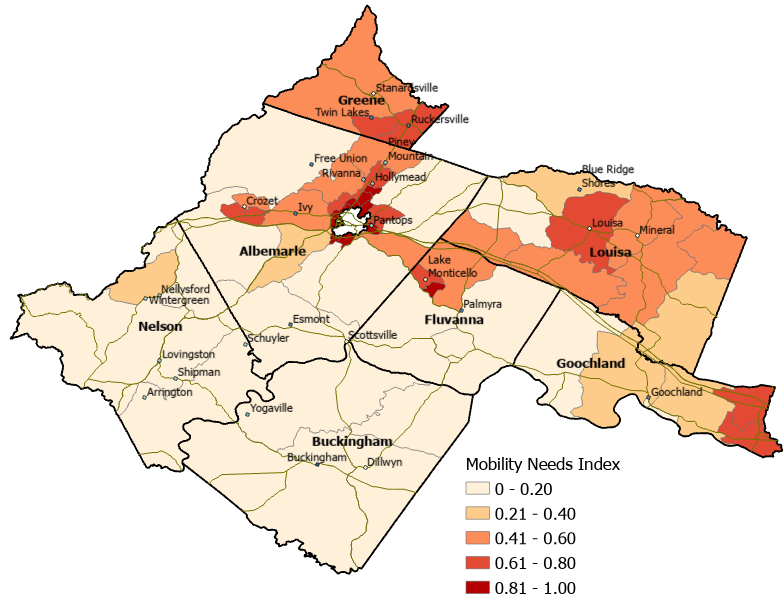 Stanardsville
Greene
Twin Lakes
Ruckersville
Piney
Mountain
Free Union
Rivanna
Hollymead
Blue Ridge
Shores
Crozet
Ivy
Pantops
Louisa
Mineral
Albemarle
Louisa
Lake
Monticello
Nellysford
Wintergreen
Palmyra
Nelson
Esmont
Fluvanna
Schuyler
Scottsville
Lovingston
Goochland
Shipman
Arrington
Goochland
Yogaville
Buckingham
Buckingham
Dillwyn
Mobility Needs Index
0 - 0.20
0.21 - 0.40
0.41 - 0.60
0.61 - 0.80
0.81 - 1.00